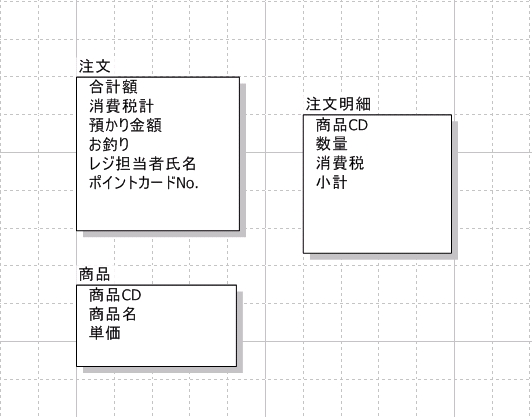 注文
合計額
消費税計
預かり金額
お釣り
レジ担当者氏名
ポイントカードNo.
注文明細
商品CD
数量
消費税
小計
商品
商品CD
商品名
単価